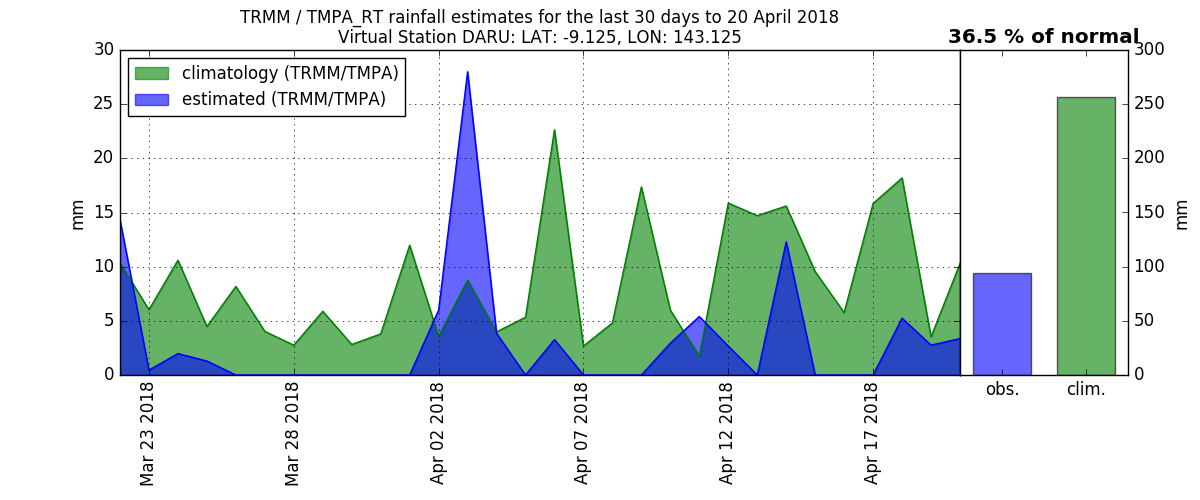 TRMM / TMPA_RT rainfall estimates for the last 30 days to 20 April 2018
Virtual Station DARU: LAT: -9.125, LON: 143.125
36.5 % of normal
climatology (TRMM/TMPA)
estimated (TRMM/TMPA)
30
25
20
15
10
5
0
mm
300
250
200
150
100
50
0
mm
Mar 23 2018
Mar 28 2018
Apr 02 2018
Apr 07 2018
Apr 12 2018
Apr 17 2018
obs.
clim.